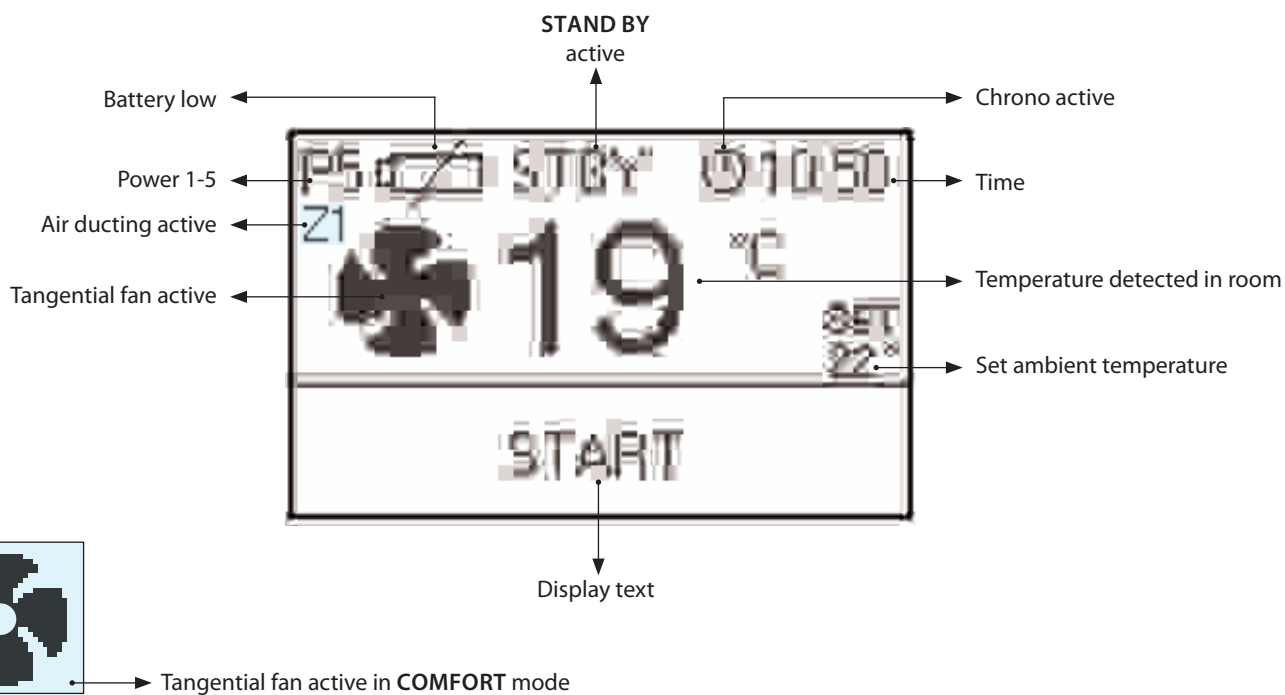 STAND BY
active
Battery low
Chrono active
P5 STBY 10:50
Power 1-5
Time
Air ducting active
Z1
19 °C
Tangential fan active
Temperature detected in room
SET
22°
Set ambient temperature
START
Display text
Tangential fan active in COMFORT mode